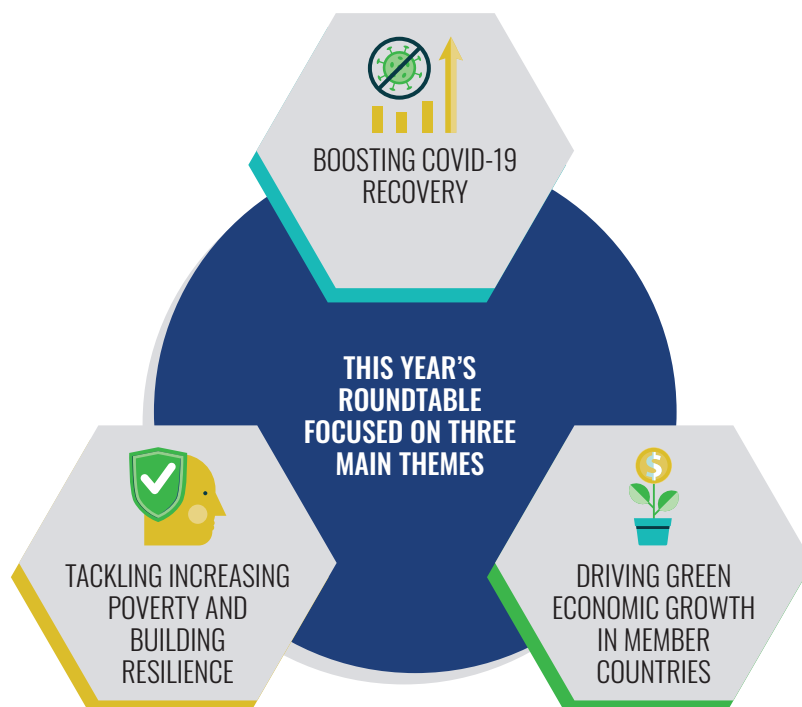 BOOSTING COVID-19
RECOVERY
THIS YEAR'S
ROUNDTABLE
FOCUSED ON THREE
MAIN THEMES
TACKLING INCREASING
POVERTY AND
BUILDING
RESILIENCE
$
DRIVING GREEN
ECONOMIC GROWTH
IN MEMBER
COUNTRIES